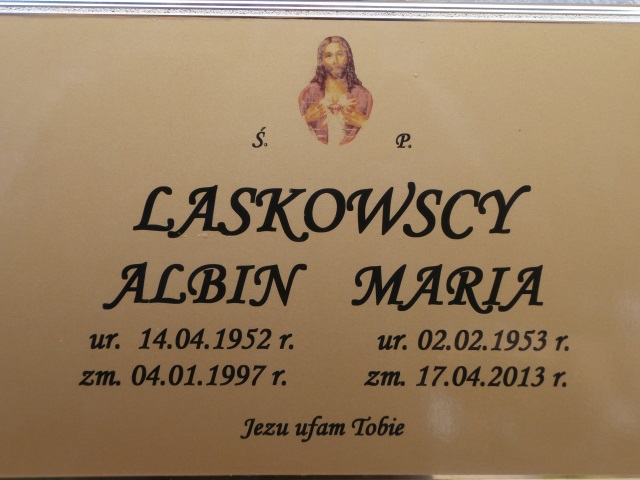 Ś. P.
LASKOWSCY
ALBIN MARIA
ur. 14.04.1952 r. ur. 02.02.1953 r.
zm. 04.01.1997 r. zm. 17.04.2013 r.
Jezu ufam Tobie